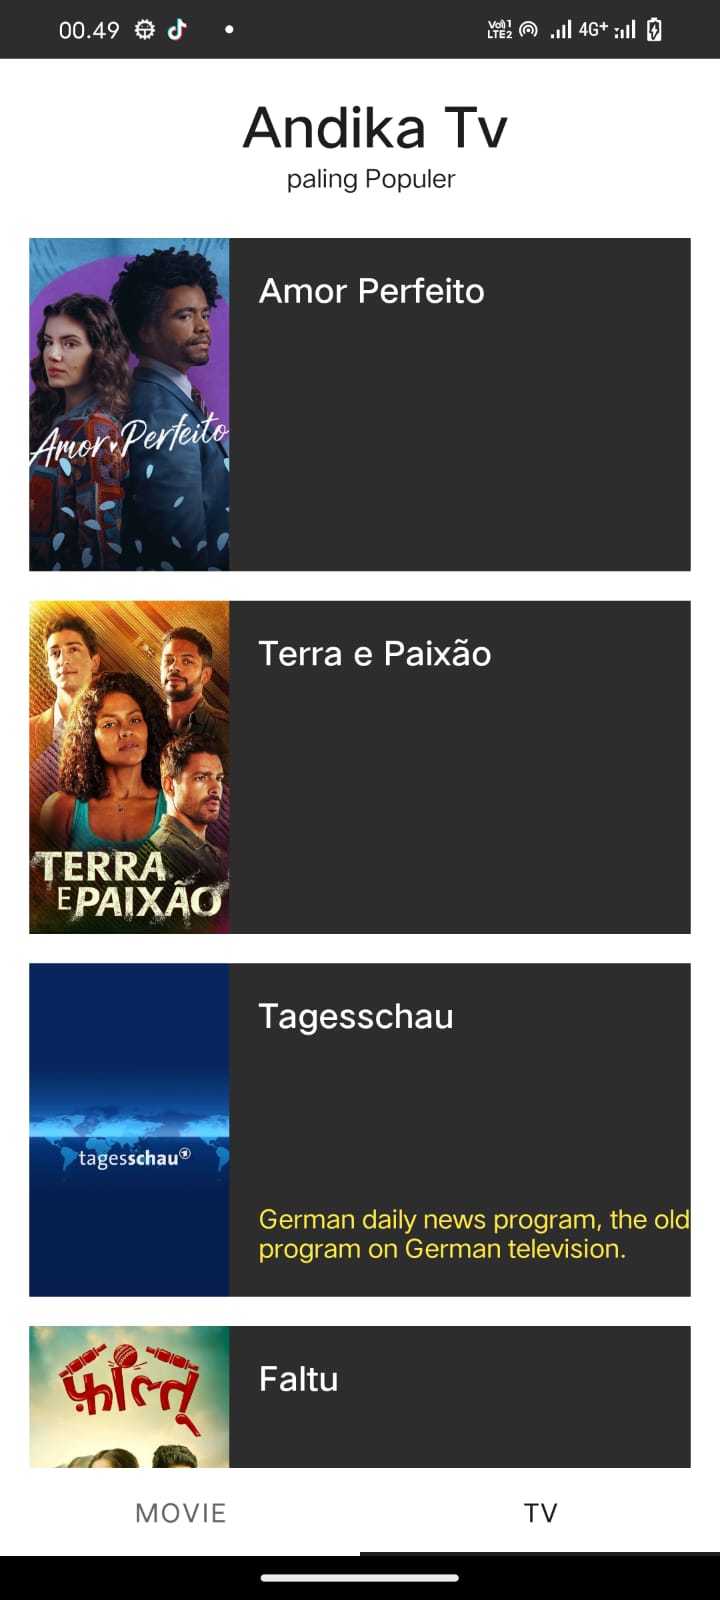 00.49
Vo)) 1
LTE2
4G+
Andika Tv
paling Populer
Amor Perfeito
Amor Perfeito
Terra e Paixão
TERRA
E PAIXÃO
Tagesschau
tagesschau
German daily news program, the old
program on German television.
फ़ालतू
Faltu
MOVIE
TV